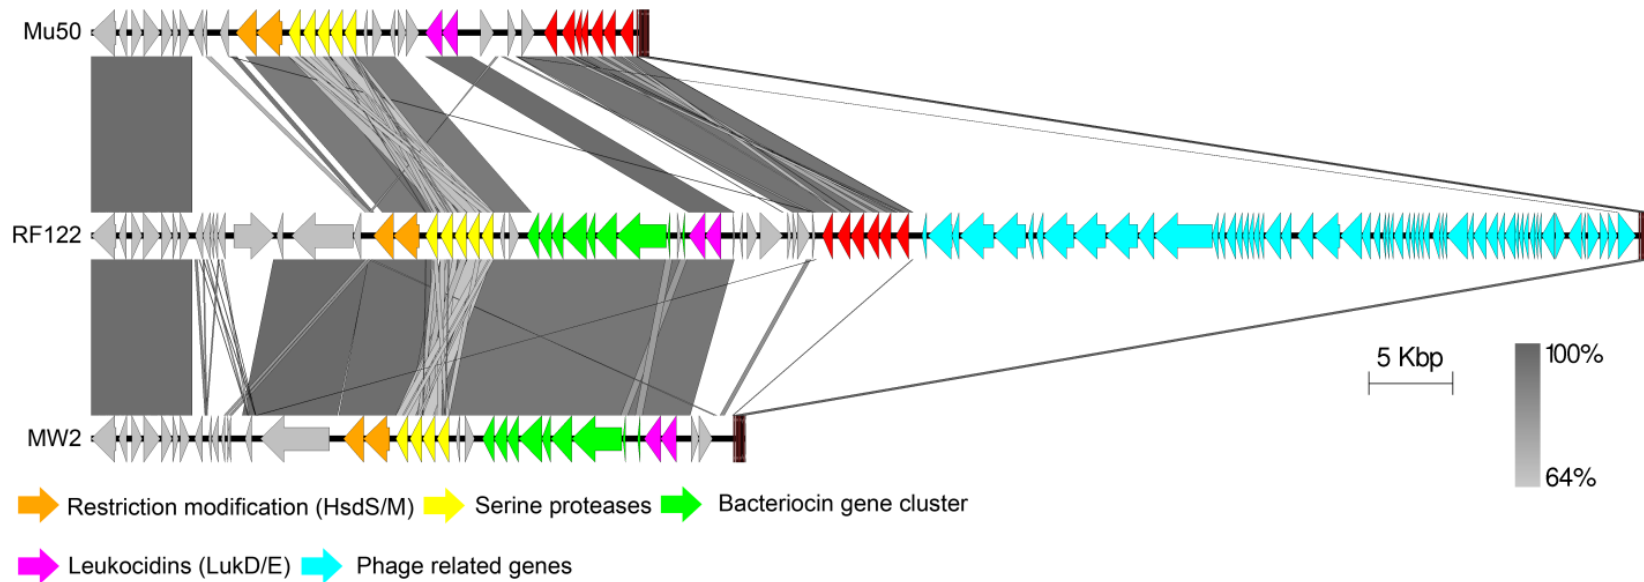 Mu50
RF122
5 Kbp
100%
64%
MW2
Restriction modification (HsdS/M) Serine proteases Bacteriocin gene cluster
Leukocidins (LukD/E) Phage related genes